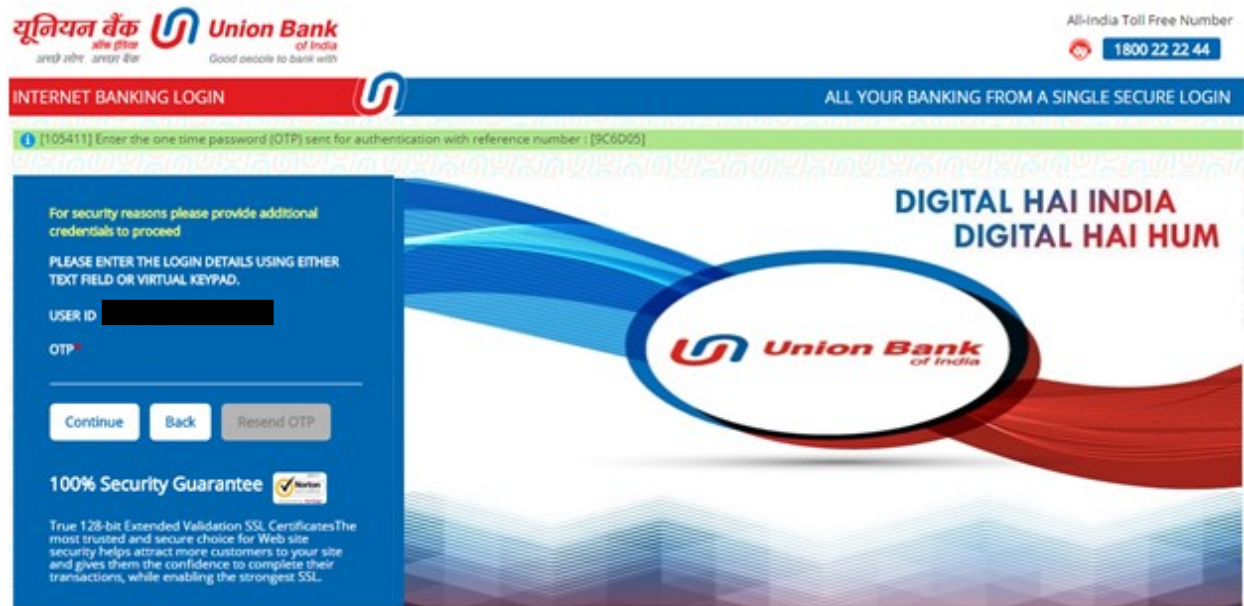 यूनियन बैंक
ऑफ इंडिया
अच्छे लोग. अच्छा बैंक
Union Bank
of India
Good people to bank with
All-India Toll Free Number
1800 22 22 44
INTERNET BANKING LOGIN
ALL YOUR BANKING FROM A SINGLE SECURE LOGIN
[105411] Enter the one time password (OTP) sent for authentication with reference number : [9C6D05]
For security reasons please provide additional
credentials to proceed
PLEASE ENTER THE LOGIN DETAILS USING EITHER
TEXT FIELD OR VIRTUAL KEYPAD.
USER ID
OTP*
Continue Back Resend OTP
100% Security Guarantee
Norton
True 128-bit Extended Validation SSL CertificatesThe
most trusted and secure choice for Web site
security helps attract more customers to your site
and gives them the confidence to complete their
transactions, while enabling the strongest SSL.
DIGITAL HAI INDIA
DIGITAL HAI HUM
Union Bank
of India